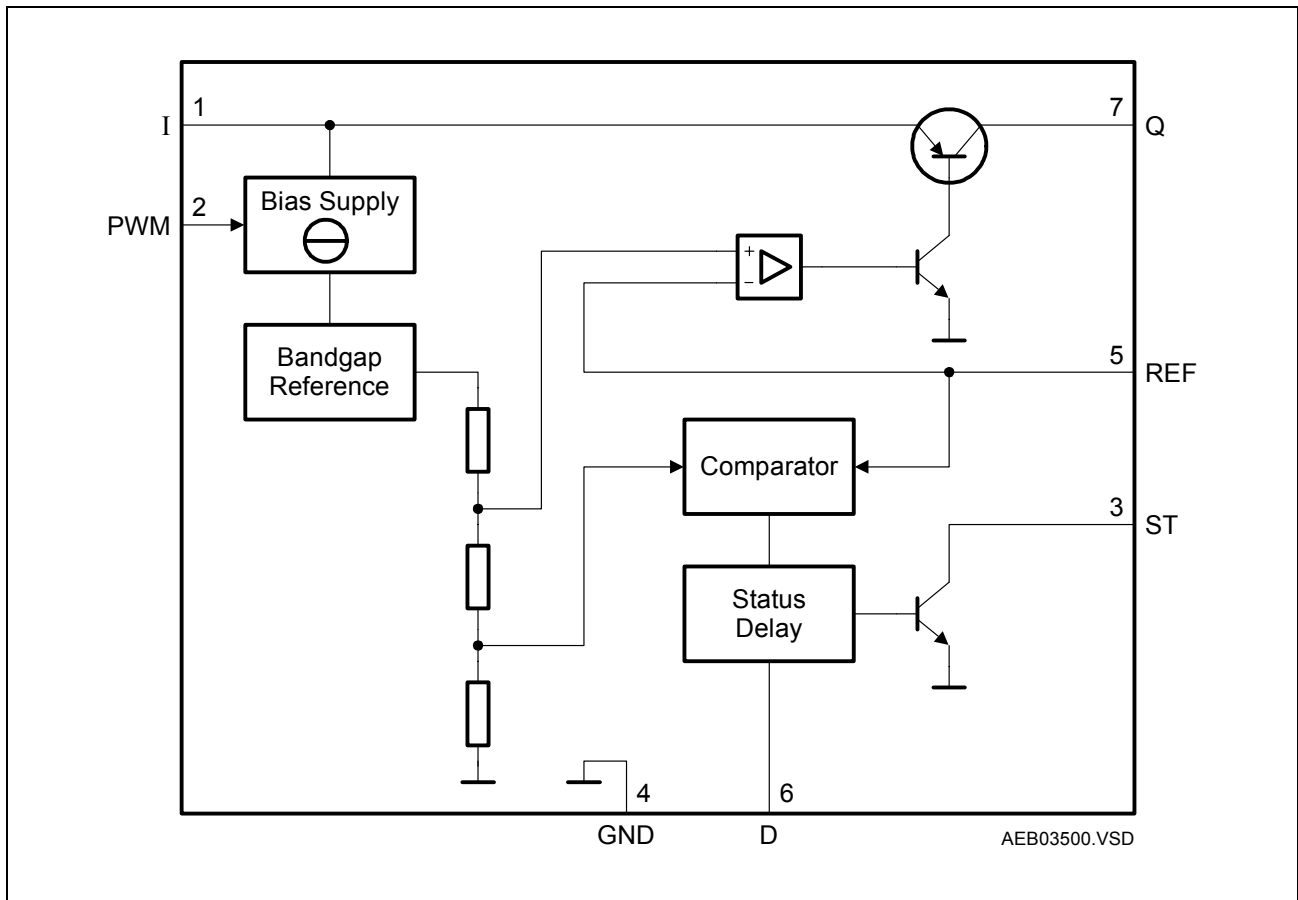 1
I
7
Q
2
PWM
Bias Supply
+
−
Bandgap
Reference
5
REF
Comparator
3
ST
Status
Delay
4
6
GND
D
AEB03500.VSD